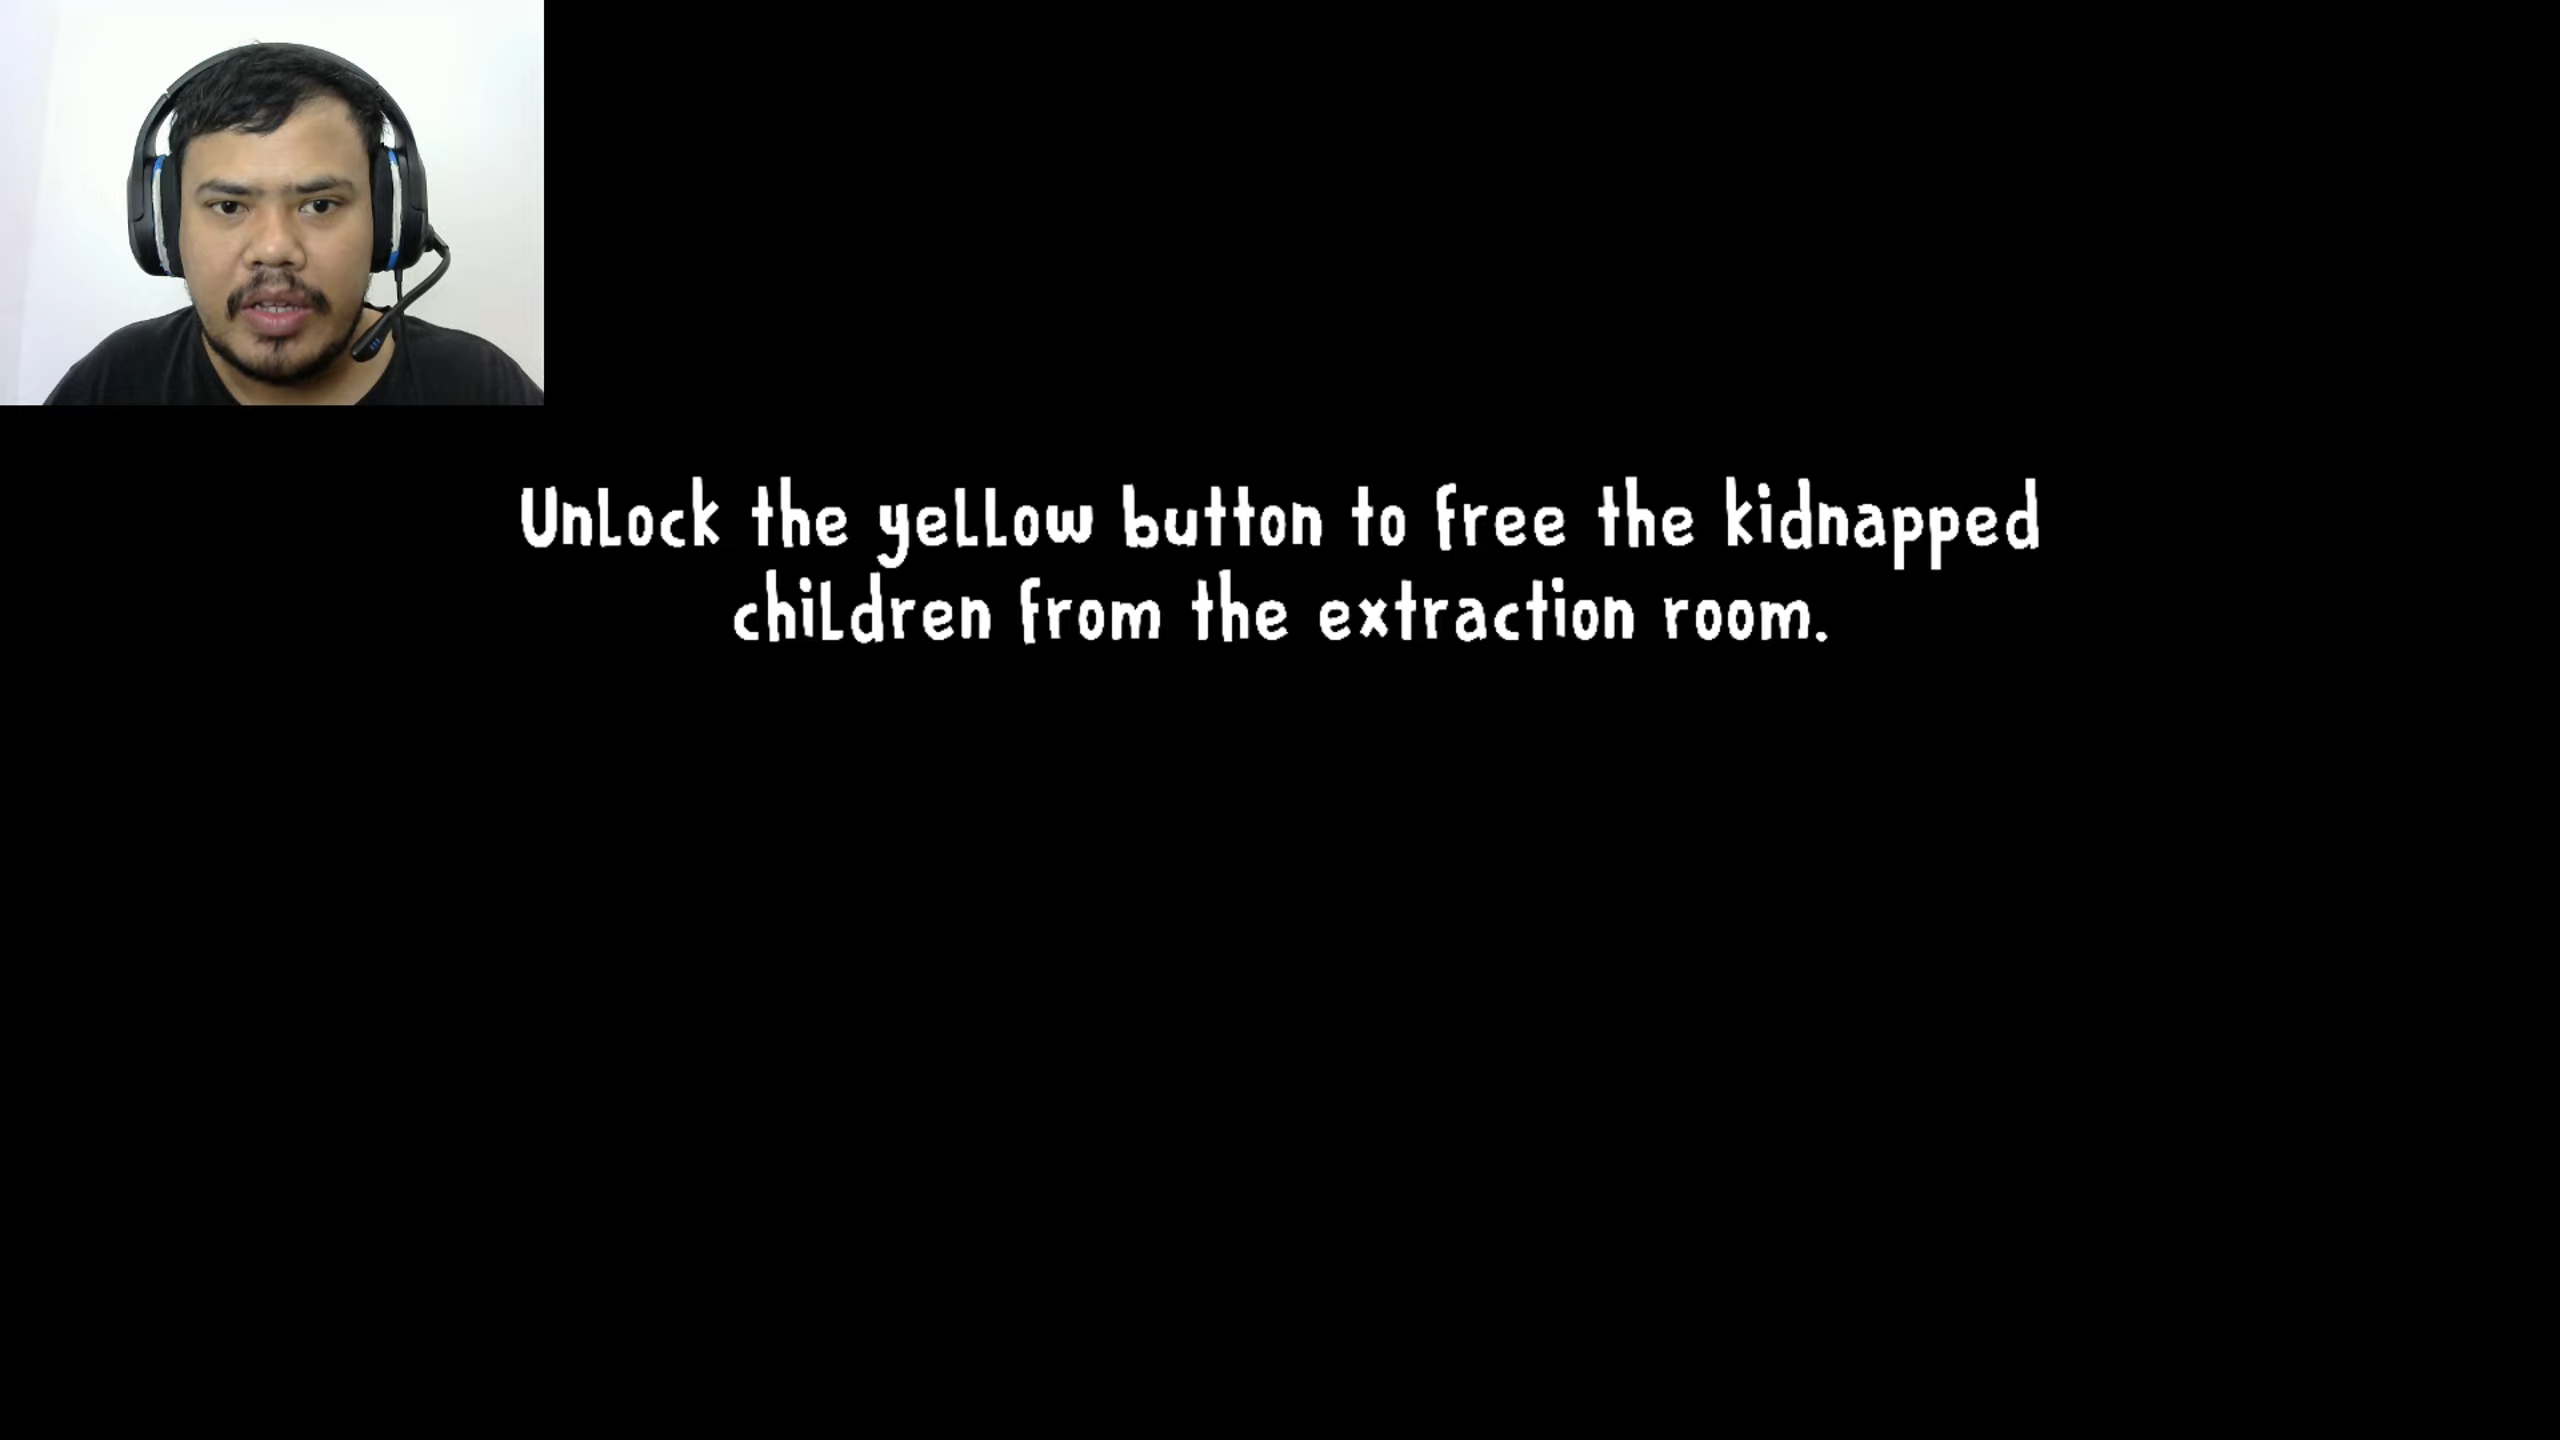 Unlock the yellow button to free the kidnapped
children from the extraction room.